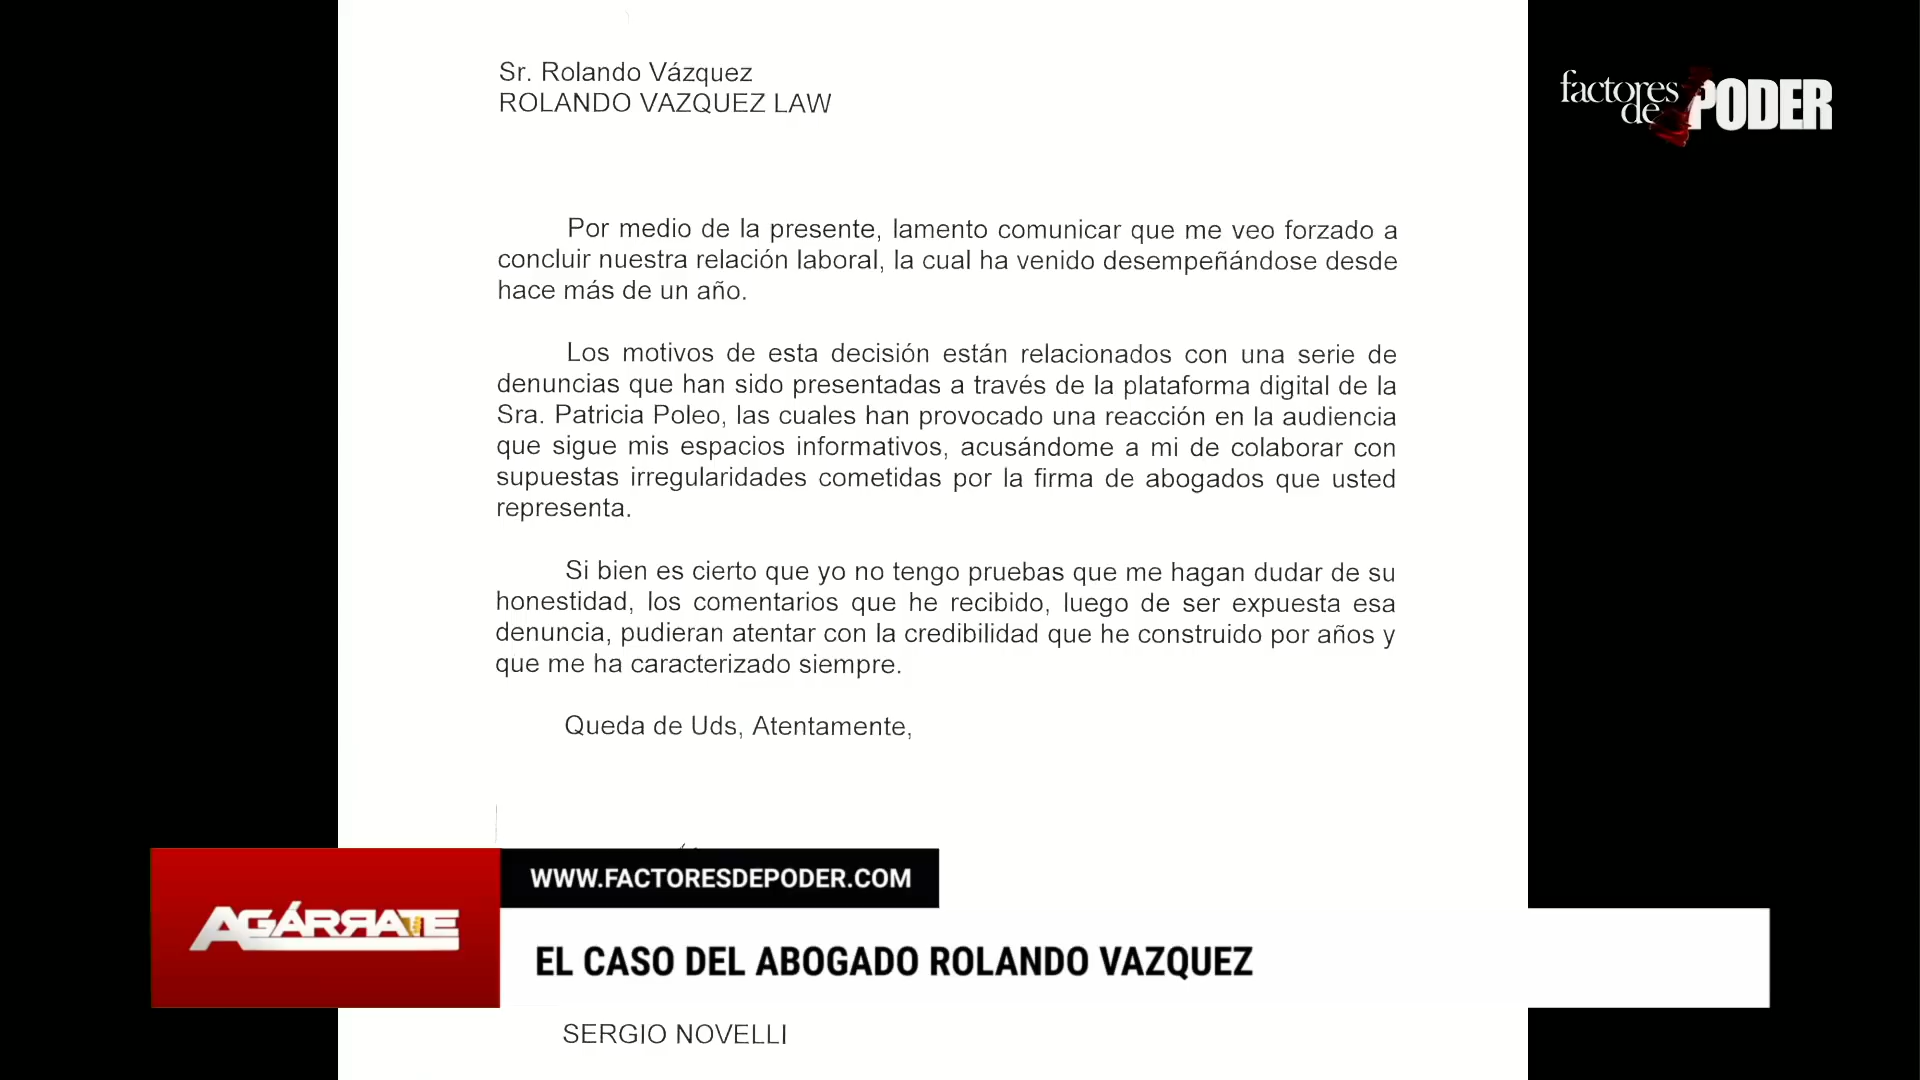 Sr. Rolando Vázquez
ROLANDO VAZQUEZ LAW
factores
de PODER
Por medio de la presente, lamento comunicar que me veo forzado a
concluir nuestra relación laboral, la cual ha venido desempeñándose desde
hace más de un año.
Los motivos de esta decisión están relacionados con una serie de
denuncias que han sido presentadas a través de la plataforma digital de la
Sra. Patricia Poleo, las cuales han provocado una reacción en la audiencia
que sigue mis espacios informativos, acusándome a mi de colaborar con
supuestas irregularidades cometidas por la firma de abogados que usted
representa.
Si bien es cierto que yo no tengo pruebas que me hagan dudar de su
honestidad, los comentarios que he recibido, luego de ser expuesta esa
denuncia, pudieran atentar con la credibilidad que he construido por años y
que me ha caracterizado siempre.
Queda de Uds, Atentamente,
WWW.FACTORESDEPODER.COM
AGÁRRATE
EL CASO DEL ABOGADO ROLANDO VAZQUEZ
SERGIO NOVELLI